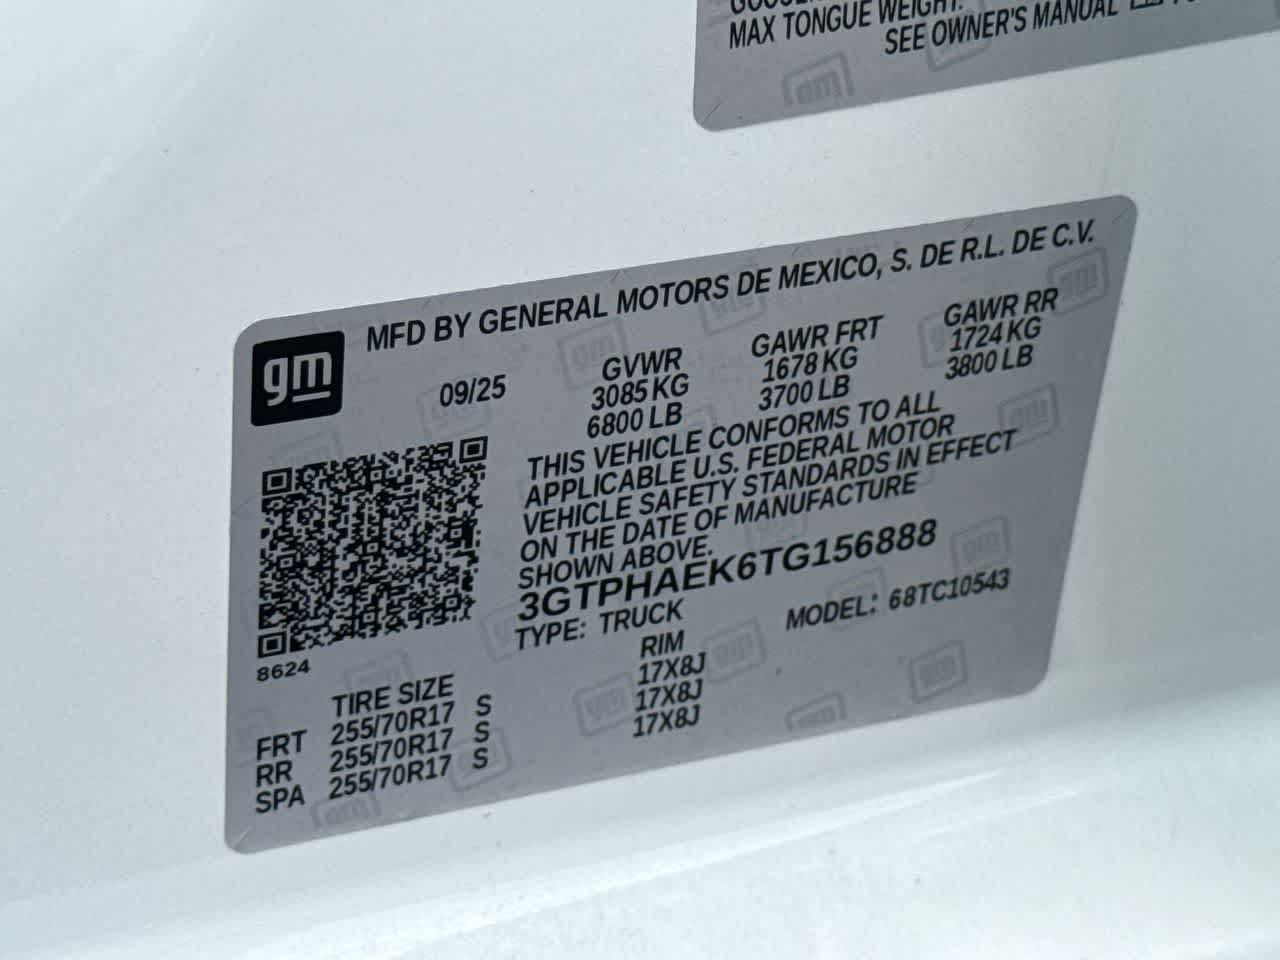 MAX TONGUE WEIGHT:
SEE OWNER'S MANUAL
gm
MFD BY GENERAL MOTORS DE MEXICO, S. DE R.L. DE C.V.
gm
09/25
GVWR GAWR FRT GAWR RR
3085 KG 1678 KG 1724 KG
6800 LB 3700 LB 3800 LB
THIS VEHICLE CONFORMS TO ALL
APPLICABLE U.S. FEDERAL MOTOR
VEHICLE SAFETY STANDARDS IN EFFECT
ON THE DATE OF MANUFACTURE
SHOWN ABOVE.
3GTPHAEK6TG156888
TYPE: TRUCK MODEL: 68TC10543
8624
TIRE SIZE RIM
FRT 255/70R17 S 17X8J
RR 255/70R17 S 17X8J
SPA 255/70R17 S 17X8J